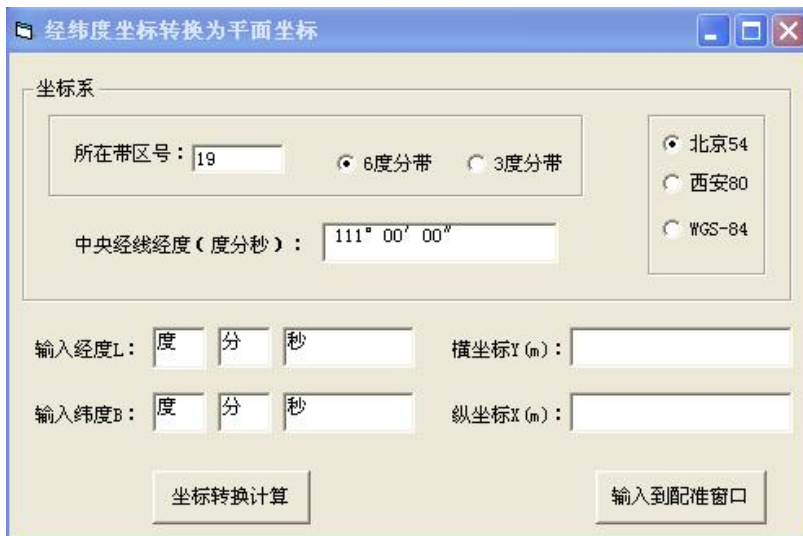 经纬度坐标转换为平面坐标
坐标系
所在带区号：19 6度分带 3度分带
北京54
西安80
WGS-84
中央经线经度(度分秒)： 111° 00′ 00″
输入经度L： 度 分 秒 横坐标Y(m)：
输入纬度B： 度 分 秒 纵坐标X(m)：
坐标转换计算 输入到配准窗口